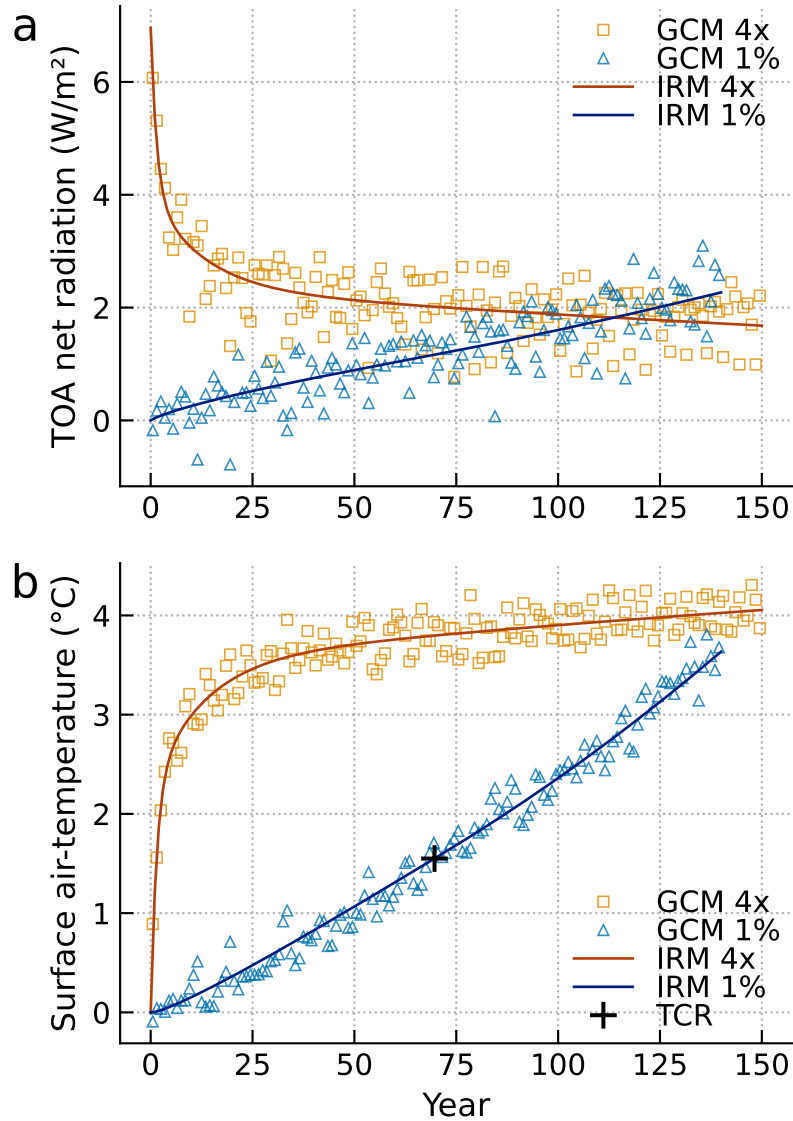 a
TOA net radiation (W/m²)
6
4
2
0
GCM 4x
GCM 1%
IRM 4x
IRM 1%
0 25 50 75 100 125 150
b
Surface air-temperature (°C)
4
3
2
1
0
GCM 4x
GCM 1%
IRM 4x
IRM 1%
TCR
0 25 50 75 100 125 150
Year